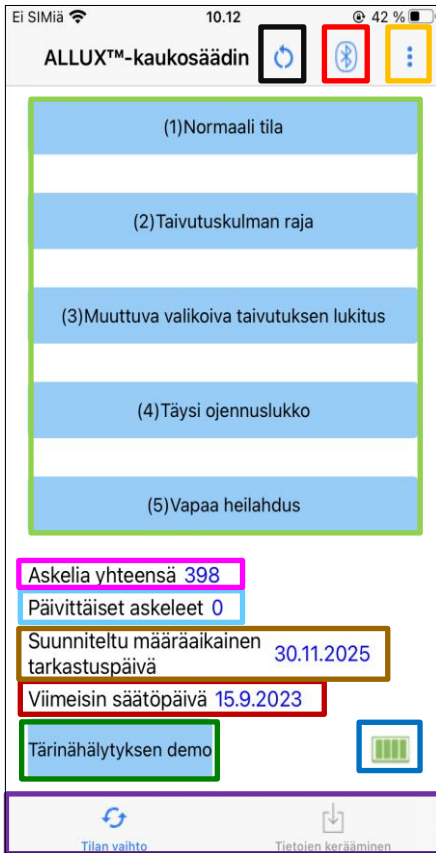 Ei SIMiä 10.12 42 %
ALLUX™-kaukosäädin
(1)Normaali tila
(2)Taivutuskulman raja
(3)Muuttuva valikoiva taivutuksen lukitus
(4)Täysi ojennuslukko
(5)Vapaa heilahdus
Askelia yhteensä 398
Päivittäiset askeleet 0
Suunniteltu määräaikainen
tarkastuspäivä 30.11.2025
Viimeisin säätöpäivä 15.9.2023
Tärinähälytyksen demo
Tilan vaihto Tietojen kerääminen